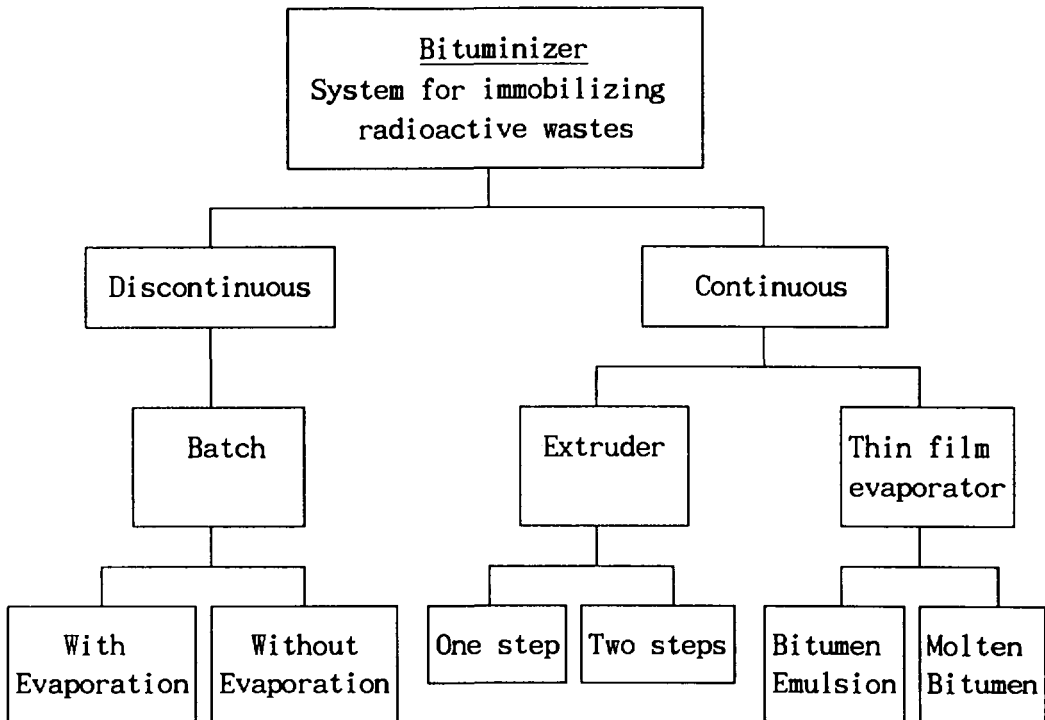 Bituminizer
System for immobilizing
radioactive wastes
Discontinuous
Continuous
Batch
Extruder
Thin film
evaporator
With
Evaporation
Without
Evaporation
One step
Two steps
Bitumen
Emulsion
Molten
Bitumen